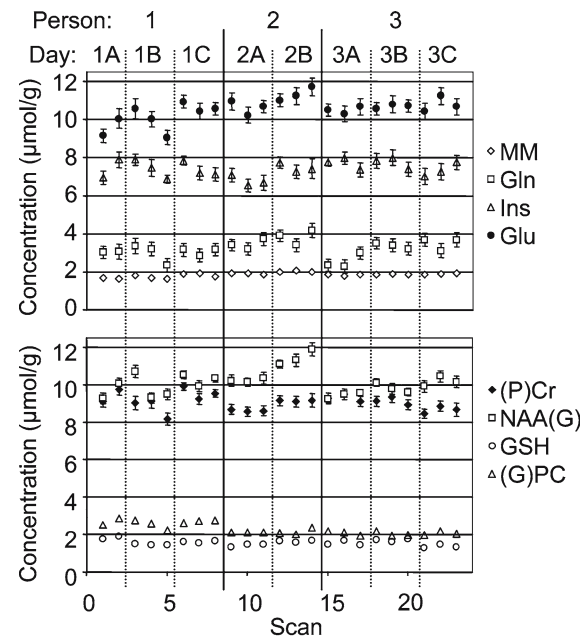 Person: 1 2 3
Day: 1A 1B 1C 2A 2B 3A 3B 3C
Concentration (µmol/g)
12
10
8
6
4
2
0
MM
Gln
Ins
Glu
Concentration (µmol/g)
12
10
8
6
4
2
0
(P)Cr
NAA(G)
GSH
(G)PC
0 5 10 15 20
Scan